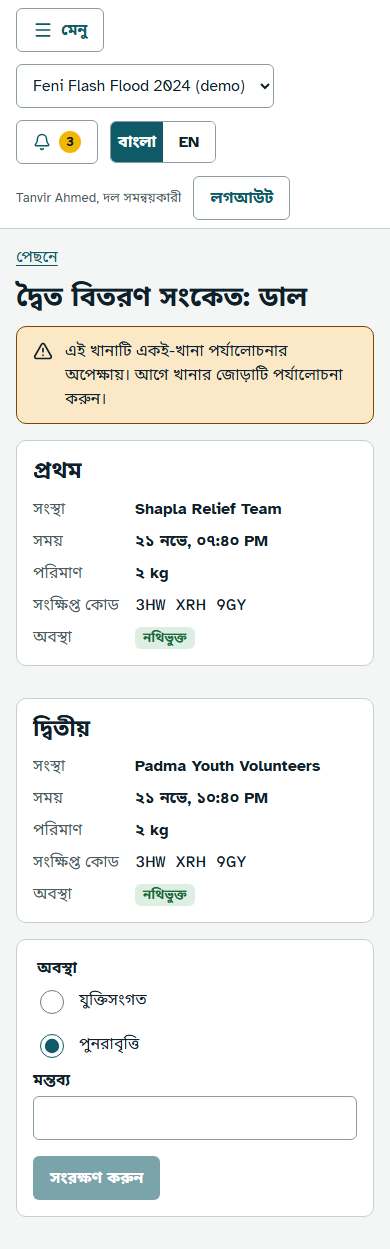 মেনু
Feni Flash Flood 2024 (demo)
3
বাংলা
EN
Tanvir Ahmed, দল সমন্বয়কারী
লগআউট
পেছনে
দ্বৈত বিতরণ সংকেত: ডাল
এই খানাটি একই-খানা পর্যালোচনার
অপেক্ষায়। আগে খানার জোড়াটি পর্যালোচনা
করুন।
প্রথম
সংস্থা Shapla Relief Team
সময় ২১ নভে, ০৭:৪০ PM
পরিমাণ ২ kg
সংক্ষিপ্ত কোড 3HW XRH 9GY
অবস্থা নথিভুক্ত
দ্বিতীয়
সংস্থা Padma Youth Volunteers
সময় ২১ নভে, ১০:৪০ PM
পরিমাণ ২ kg
সংক্ষিপ্ত কোড 3HW XRH 9GY
অবস্থা নথিভুক্ত
অবস্থা
যুক্তিসংগত
পুনরাবৃত্তি
মন্তব্য
সংরক্ষণ করুন